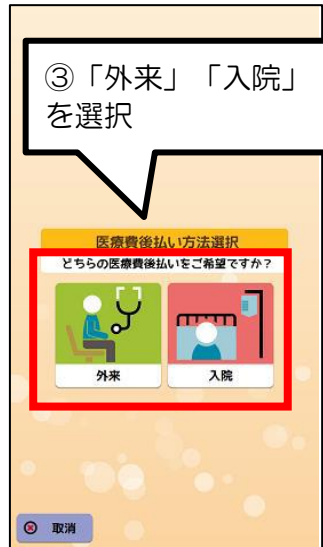 ③「外来」「入院」
を選択
医療費後払い方法選択
どちらの医療費後払いをご希望ですか？
外来
入院
取消